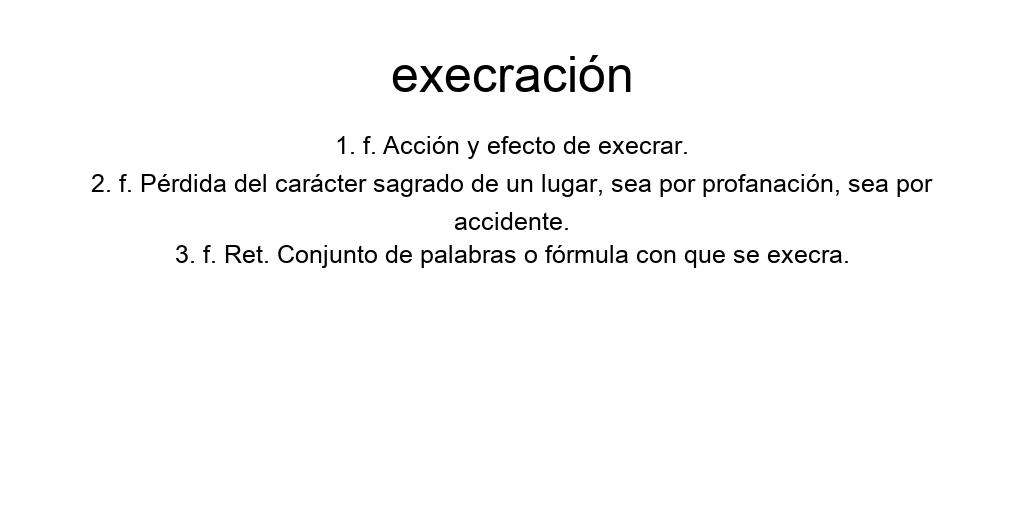 execración
1. f. Acción y efecto de execrar.
2. f. Pérdida del carácter sagrado de un lugar, sea por profanación, sea por
accidente.
3. f. Ret. Conjunto de palabras o fórmula con que se execra.